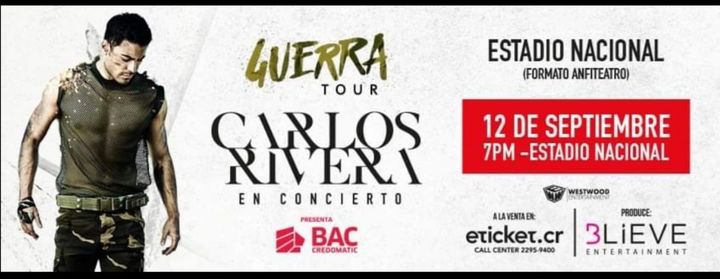 GUERRA
TOUR
CARLOS
RIVERA
EN CONCIERTO
PRESENTA
BAC
CREDOMATIC
ESTADIO NACIONAL
(FORMATO ANFITEATRO)
12 DE SEPTIEMBRE
7PM –ESTADIO NACIONAL
WESTWOOD
ENTERTAINMENT
A LA VENTA EN:
eticket.cr
CALL CENTER 2295-9400
PRODUCE:
BLiEVE
ENTERTAINMENT